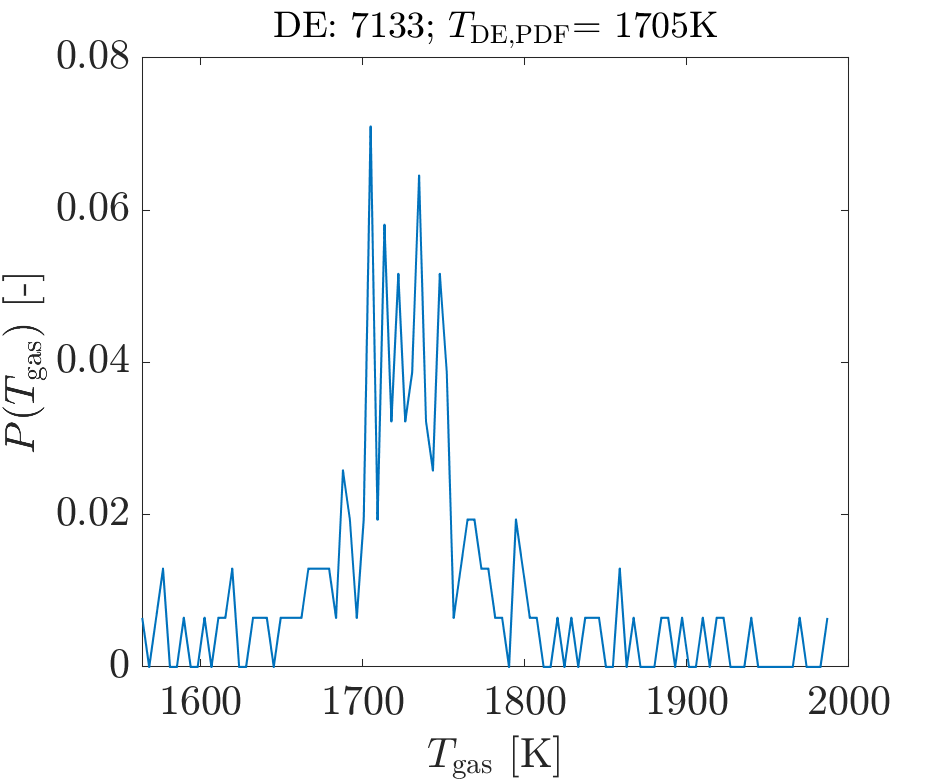 DE: 7133; T_DE,PDF= 1705K
0.08
0.06
0.04
0.02
0
P(T_gas) [-]
1600 1700 1800 1900 2000
T_gas [K]